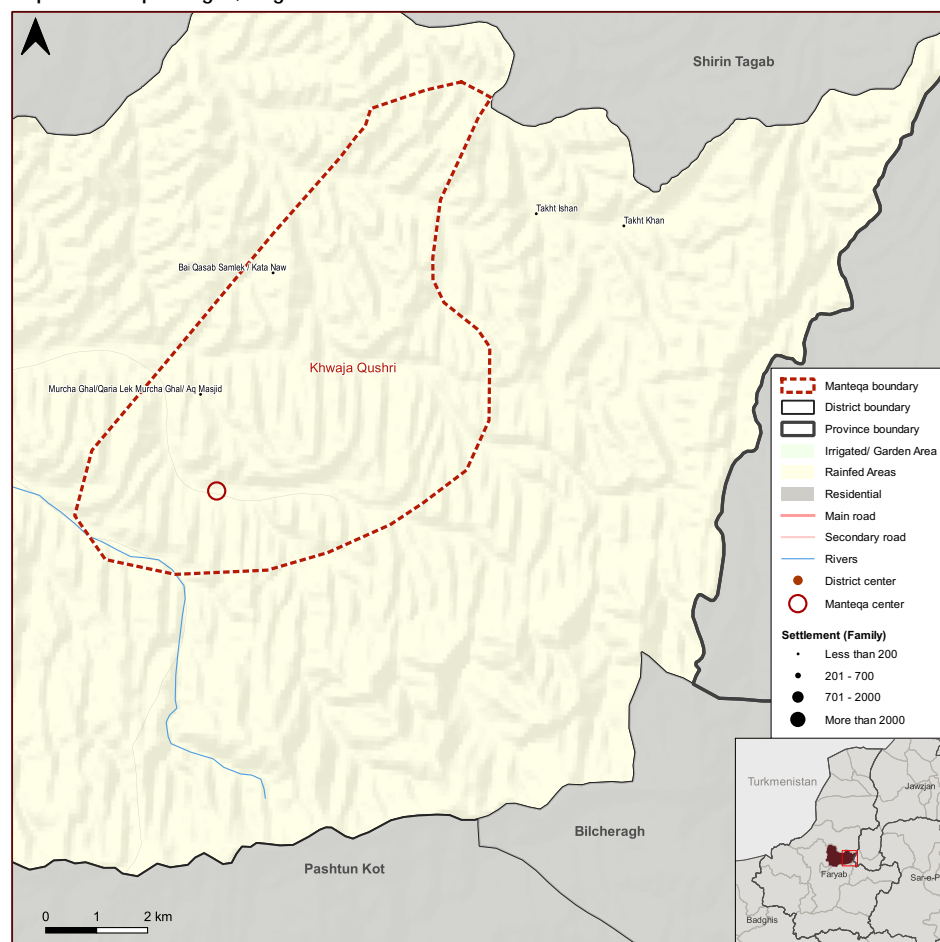 Shirin Tagab
Takht Ishan
Takht Khan
Bai Qasab Samlek / Kata Naw
Khwaja Qushri
Murcha Ghal/Qaria Lek Murcha Ghal/ Aq Masjid
Bilcheragh
Pashtun Kot
0 1 2 km
Manteqa boundary
District boundary
Province boundary
Irrigated/ Garden Area
Rainfed Areas
Residential
Main road
Secondary road
Rivers
District center
Manteqa center
Settlement (Family)
Less than 200
201 - 700
701 - 2000
More than 2000
Turkmenistan
Jawzjan
Faryab
Sar-e-P
Badghis